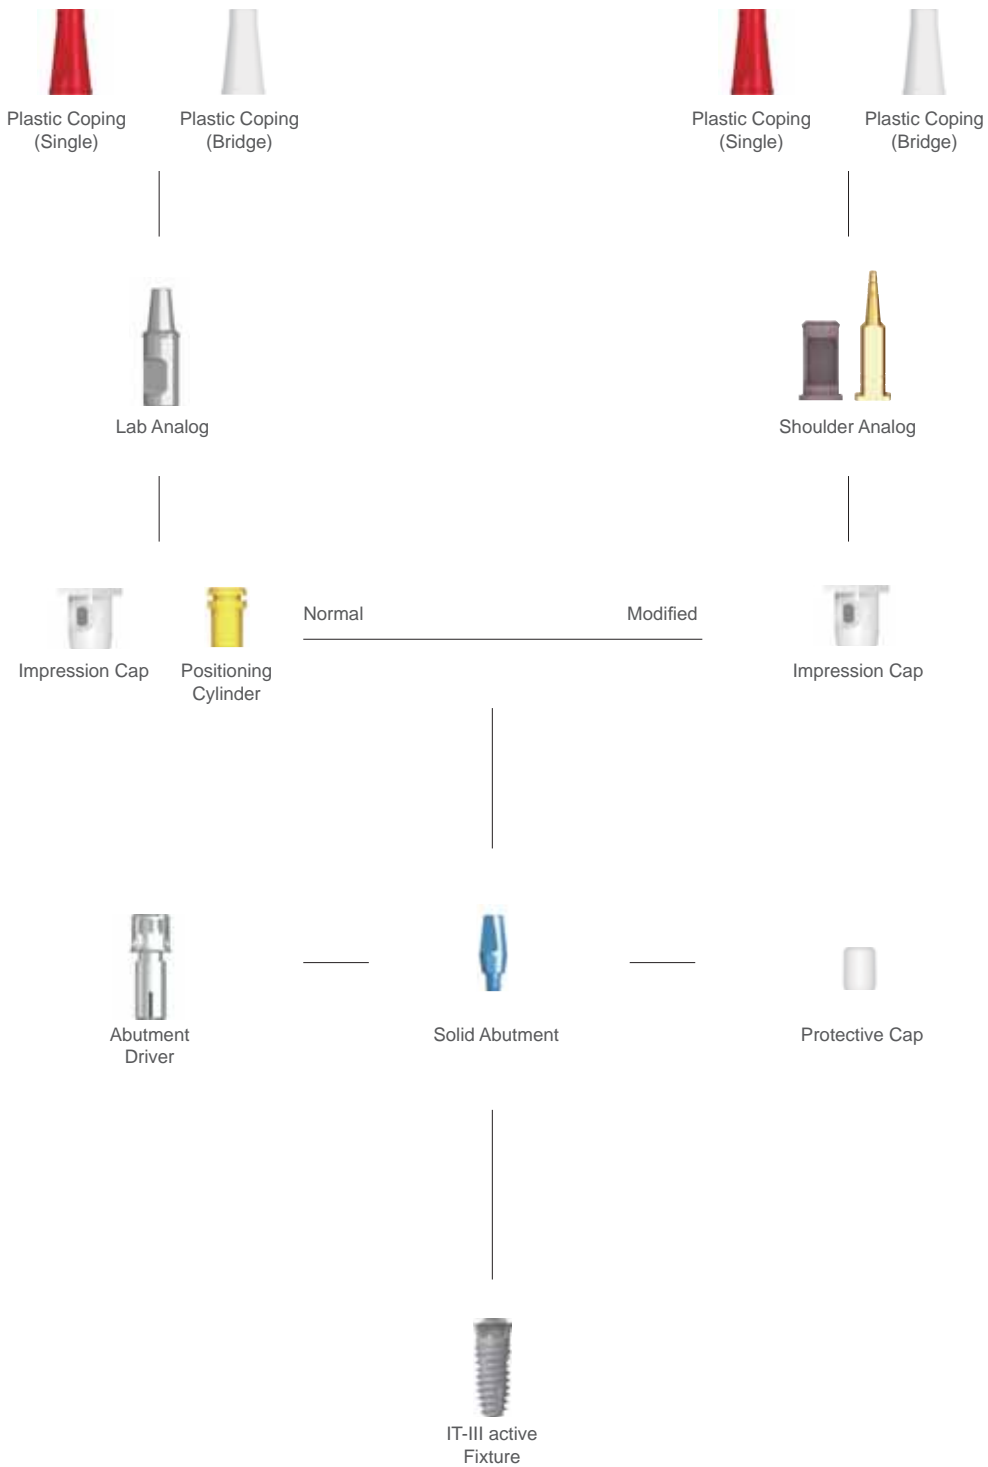 Plastic Coping
(Single)
Plastic Coping
(Bridge)
Plastic Coping
(Single)
Plastic Coping
(Bridge)
Lab Analog
Shoulder Analog
Normal
Modified
Impression Cap
Positioning
Cylinder
Impression Cap
Abutment
Driver
Solid Abutment
Protective Cap
IT-III active
Fixture